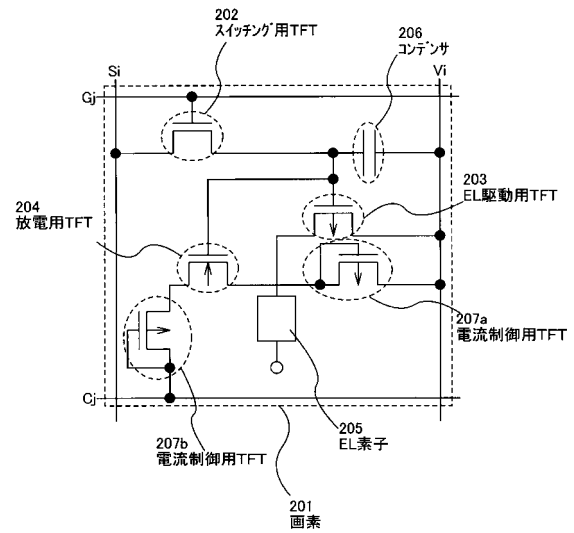 202
スイッチング用TFT
206
コンデンサ
Si
Vi
Gj
203
EL駆動用TFT
204
放電用TFT
207a
電流制御用TFT
Cj
207b
電流制御用TFT
205
EL素子
201
画素